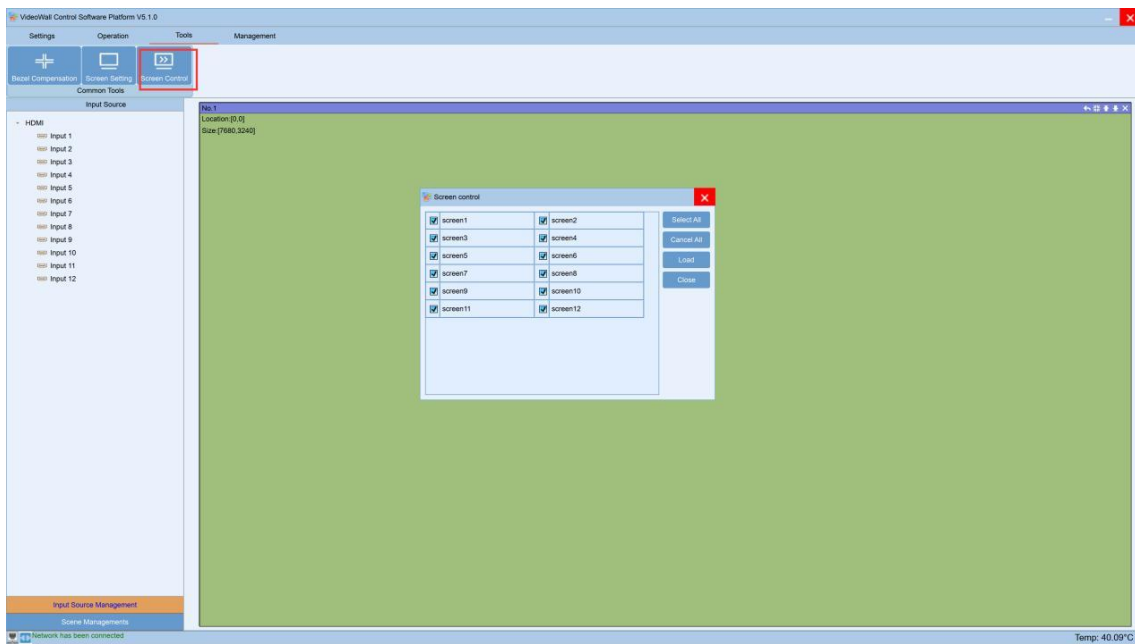 VideoWall Control Software Platform V5.1.0
Settings Operation Tools Management
Bezel Compensation Screen Setting Screen Control
Common Tools
Input Source
HDMI
Input 1
Input 2
Input 3
Input 4
Input 5
Input 6
Input 7
Input 8
Input 9
Input 10
Input 11
Input 12
No.1
Location:[0,0]
Size:[7680,3240]
Screen control
screen1 screen2
screen3 screen4
screen5 screen6
screen7 screen8
screen9 screen10
screen11 screen12
Select All
Cancel All
Load
Close
Input Source Management
Scene Managements
Network has been connected
Temp: 40.09°C